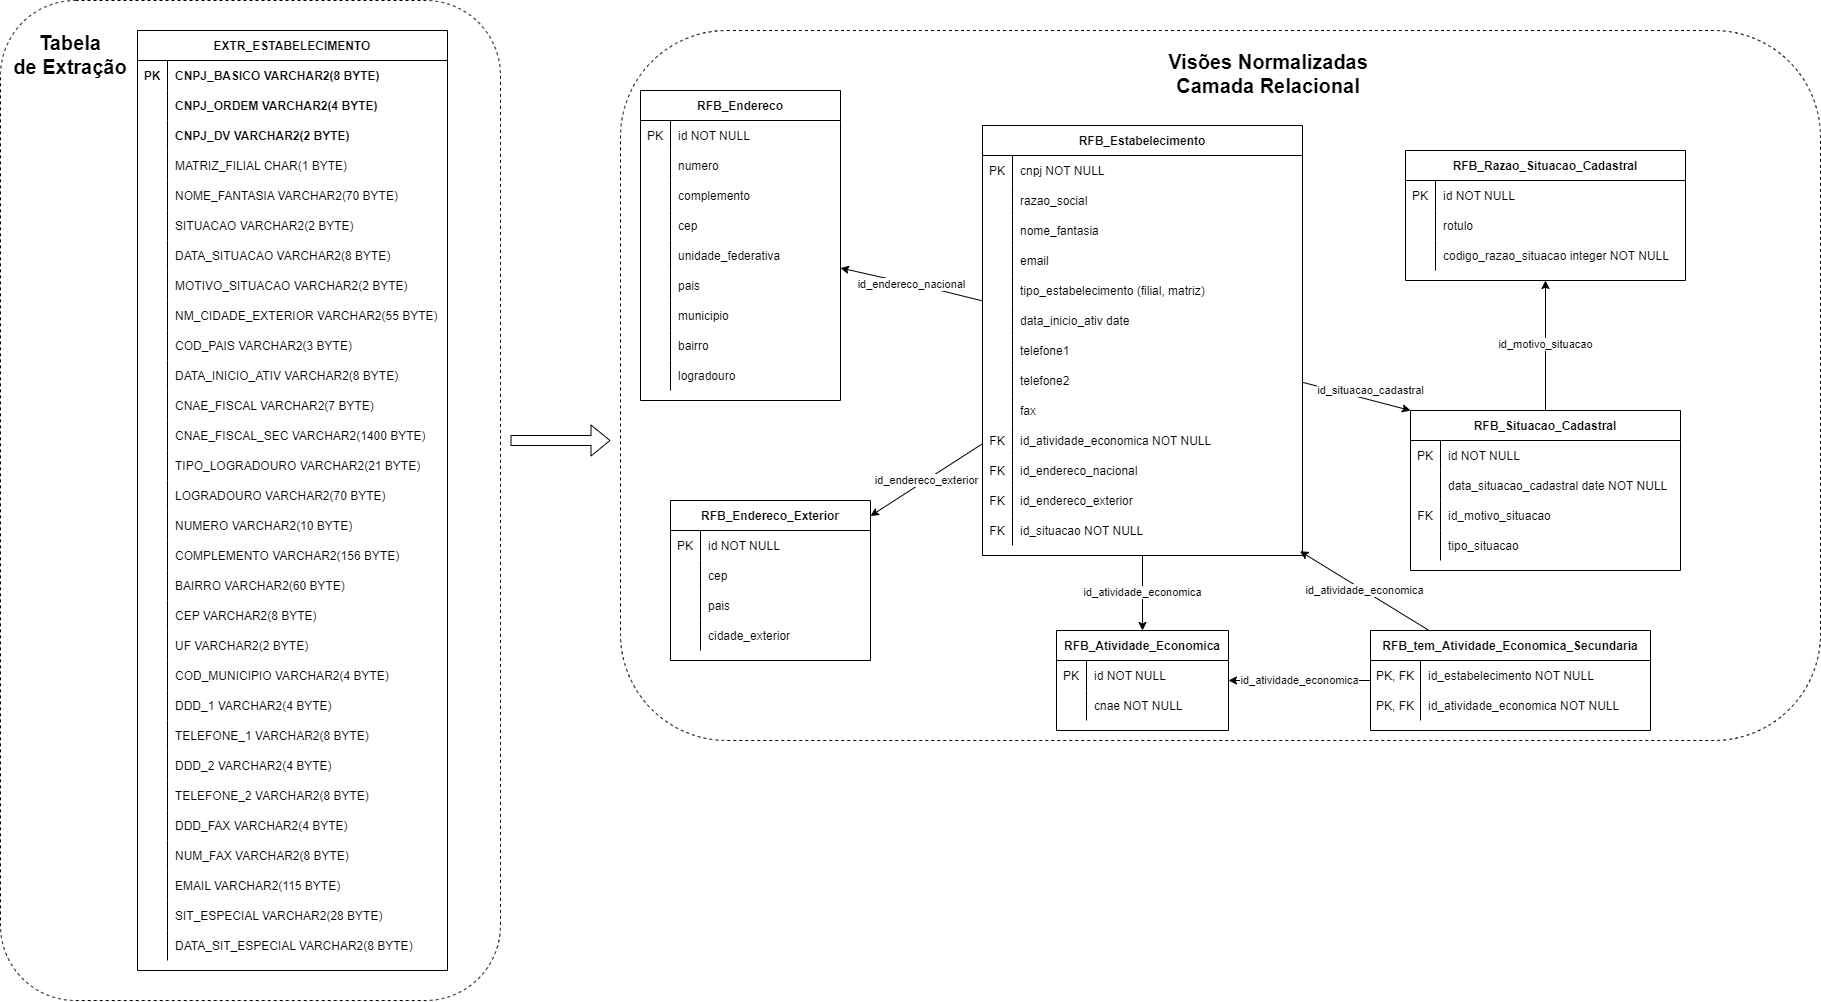 Tabela
de Extração
EXTR_ESTABELECIMENTO
PK CNPJ_BASICO VARCHAR2(8 BYTE)
CNPJ_ORDEM VARCHAR2(4 BYTE)
CNPJ_DV VARCHAR2(2 BYTE)
MATRIZ_FILIAL CHAR(1 BYTE)
NOME_FANTASIA VARCHAR2(70 BYTE)
SITUACAO VARCHAR2(2 BYTE)
DATA_SITUACAO VARCHAR2(8 BYTE)
MOTIVO_SITUACAO VARCHAR2(2 BYTE)
NM_CIDADE_EXTERIOR VARCHAR2(55 BYTE)
COD_PAIS VARCHAR2(3 BYTE)
DATA_INICIO_ATIV VARCHAR2(8 BYTE)
CNAE_FISCAL VARCHAR2(7 BYTE)
CNAE_FISCAL_SEC VARCHAR2(1400 BYTE)
TIPO_LOGRADOURO VARCHAR2(21 BYTE)
LOGRADOURO VARCHAR2(70 BYTE)
NUMERO VARCHAR2(10 BYTE)
COMPLEMENTO VARCHAR2(156 BYTE)
BAIRRO VARCHAR2(60 BYTE)
CEP VARCHAR2(8 BYTE)
UF VARCHAR2(2 BYTE)
COD_MUNICIPIO VARCHAR2(4 BYTE)
DDD_1 VARCHAR2(4 BYTE)
TELEFONE_1 VARCHAR2(8 BYTE)
DDD_2 VARCHAR2(4 BYTE)
TELEFONE_2 VARCHAR2(8 BYTE)
DDD_FAX VARCHAR2(4 BYTE)
NUM_FAX VARCHAR2(8 BYTE)
EMAIL VARCHAR2(115 BYTE)
SIT_ESPECIAL VARCHAR2(28 BYTE)
DATA_SIT_ESPECIAL VARCHAR2(8 BYTE)
Visões Normalizadas
Camada Relacional
RFB_Endereco
PK id NOT NULL
numero
complemento
cep
unidade_federativa
pais
municipio
bairro
logradouro
id_endereco_nacional
RFB_Endereco_Exterior
PK id NOT NULL
cep
pais
cidade_exterior
id_endereco_exterior
RFB_Estabelecimento
PK cnpj NOT NULL
razao_social
nome_fantasia
email
tipo_estabelecimento (filial, matriz)
data_inicio_ativ date
telefone1
telefone2
fax
FK id_atividade_economica NOT NULL
FK id_endereco_nacional
FK id_endereco_exterior
FK id_situacao NOT NULL
id_atividade_economica
RFB_Atividade_Economica
PK id NOT NULL
cnae NOT NULL
id_situacao_cadastral
RFB_Razao_Situacao_Cadastral
PK id NOT NULL
rotulo
codigo_razao_situacao integer NOT NULL
id_motivo_situacao
RFB_Situacao_Cadastral
PK id NOT NULL
data_situacao_cadastral date NOT NULL
FK id_motivo_situacao
tipo_situacao
id_atividade_economica
RFB_tem_Atividade_Economica_Secundaria
PK, FK id_estabelecimento NOT NULL
PK, FK id_atividade_economica NOT NULL
id_atividade_economica